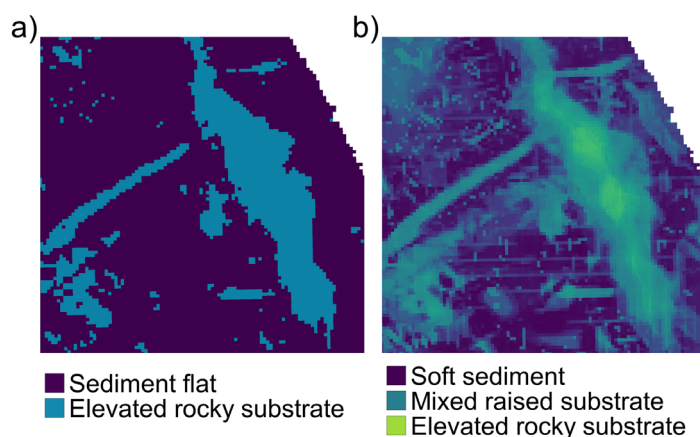 a)
b)
Sediment flat
Elevated rocky substrate
Soft sediment
Mixed raised substrate
Elevated rocky substrate